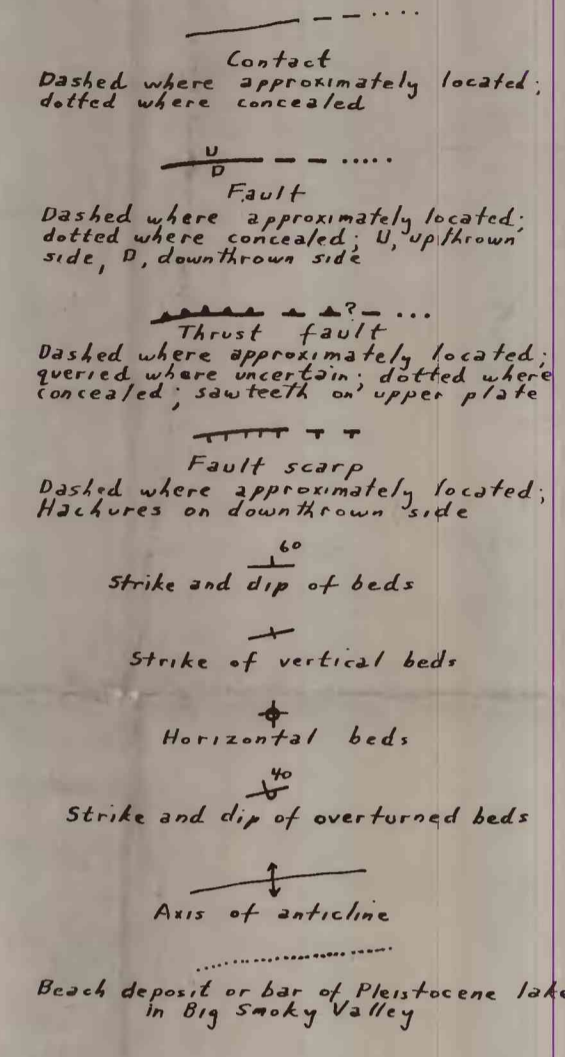 Contact
Dashed where approximately located;
dotted where concealed
U
D
Fault
Dashed where approximately located;
dotted where concealed; U, upthrown
side, D, downthrown side
?
Thrust fault
Dashed where approximately located;
queried where uncertain; dotted where
concealed; sawteeth on upper plate
Fault scarp
Dashed where approximately located;
Hachures on downthrown side
60
Strike and dip of beds
Strike of vertical beds
Horizontal beds
40
Strike and dip of overturned beds
Axis of anticline
Beach deposit or bar of Pleistocene lake
in Big Smoky Valley